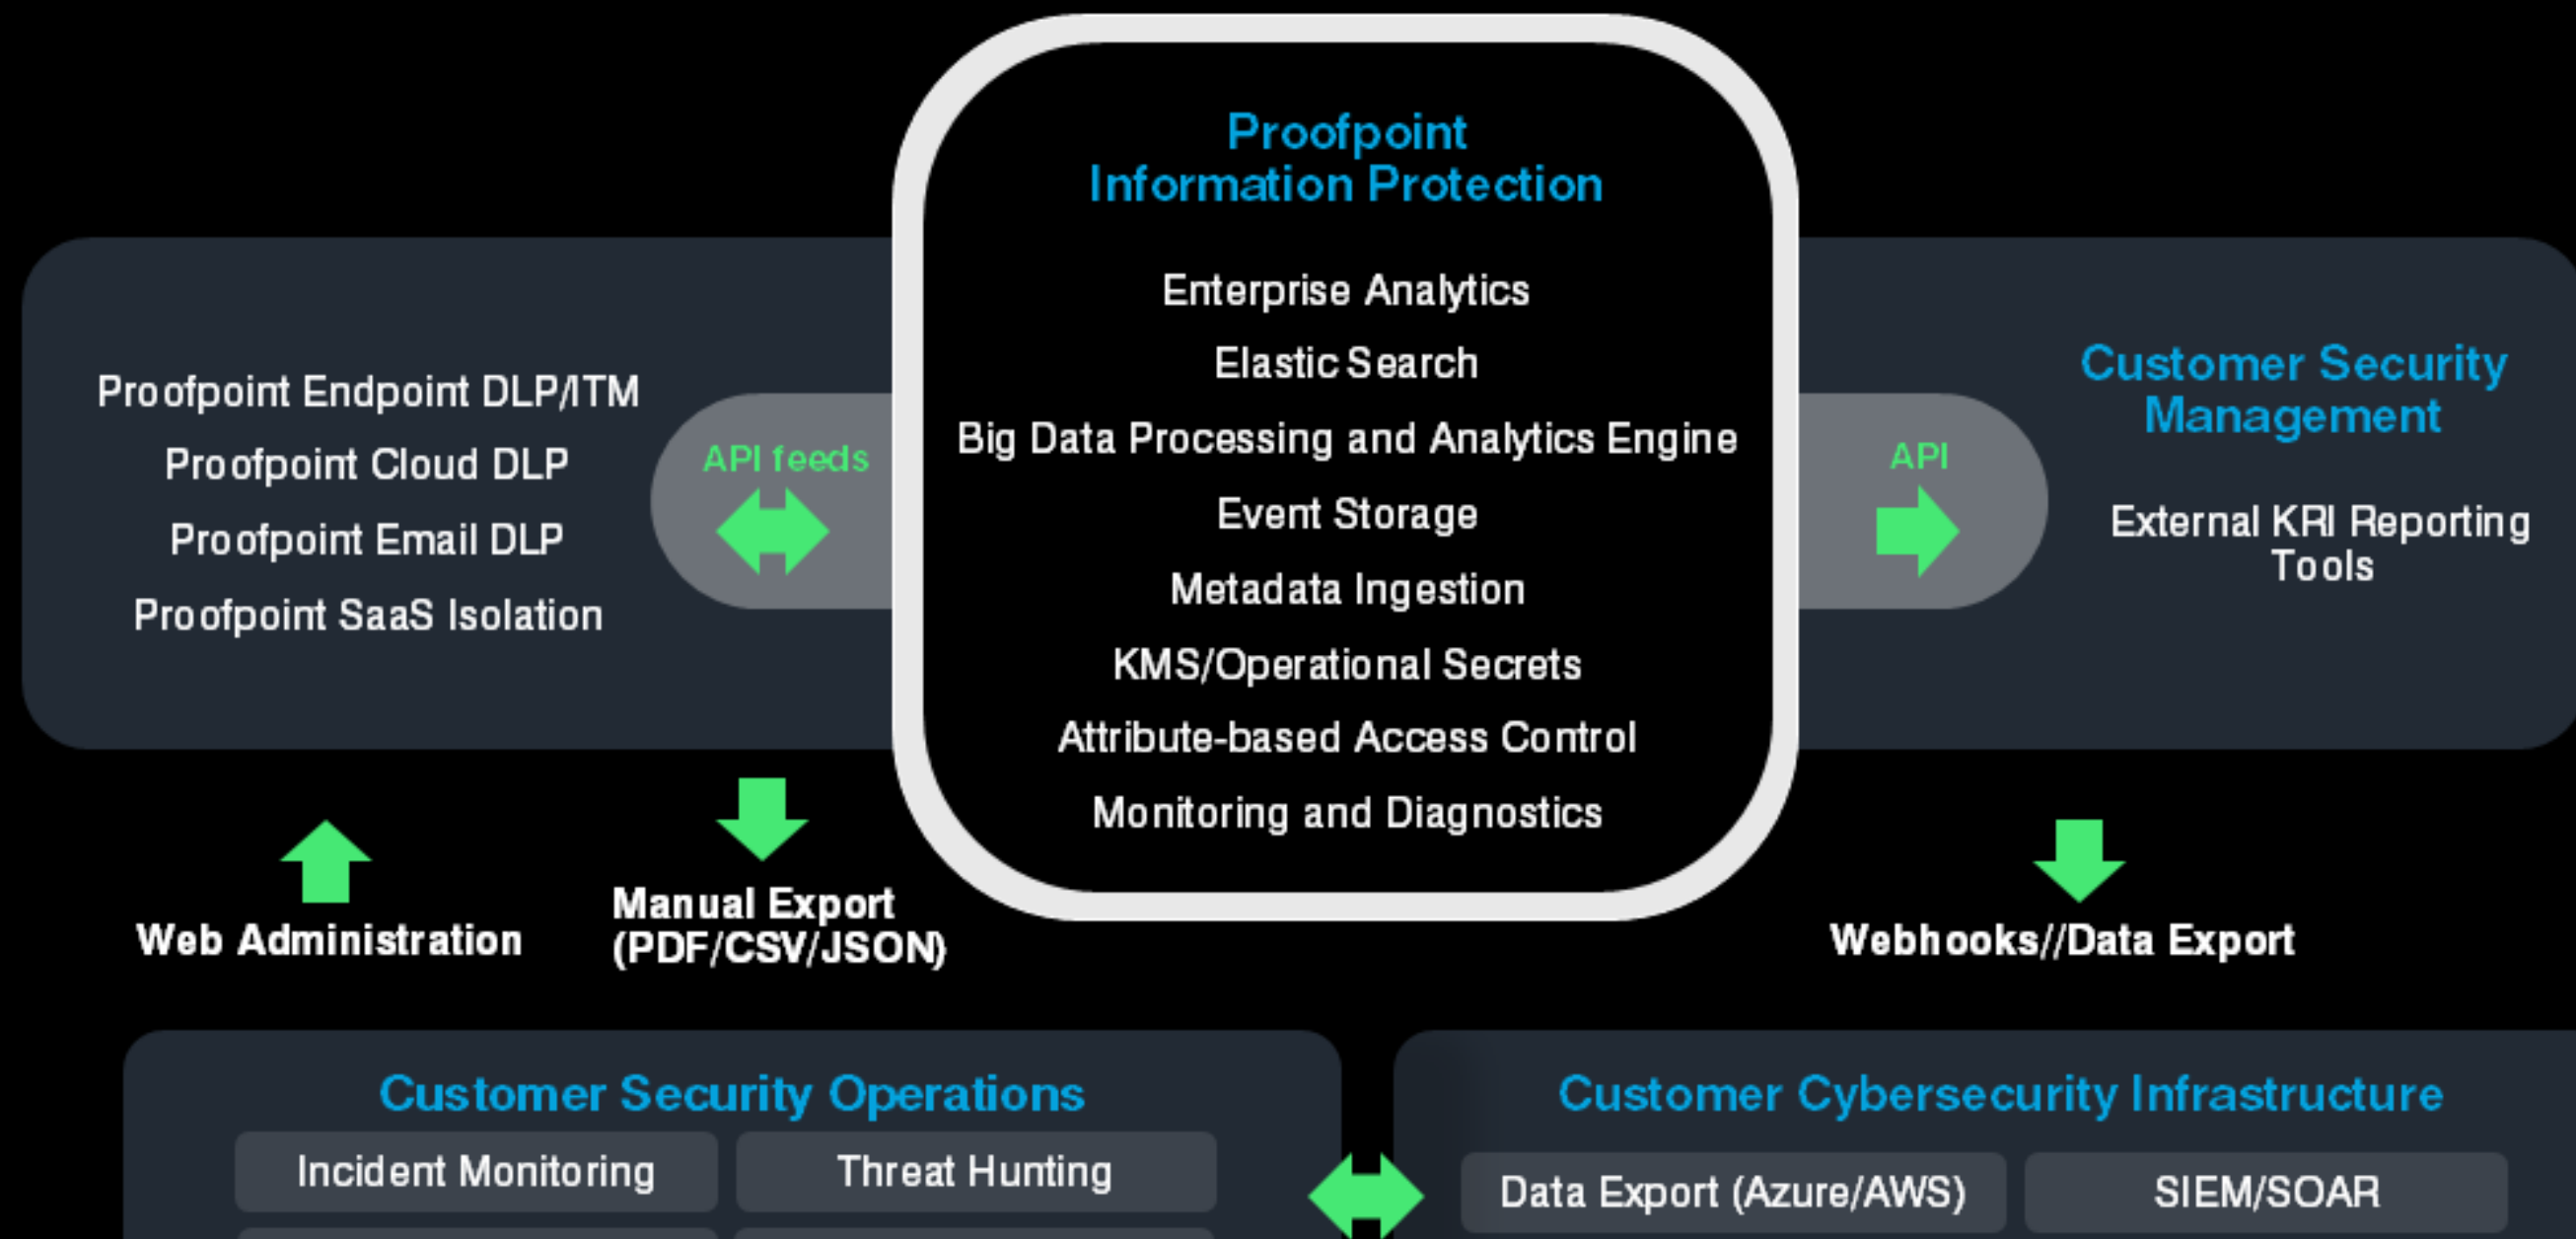 Proofpoint
Information Protection
Enterprise Analytics
Elastic Search
Big Data Processing and Analytics Engine
Event Storage
Metadata Ingestion
KMS/Operational Secrets
Attribute-based Access Control
Monitoring and Diagnostics
Proofpoint Endpoint DLP/ITM
Proofpoint Cloud DLP
Proofpoint Email DLP
Proofpoint SaaS Isolation
API feeds
API
Customer Security
Management
External KRI Reporting
Tools
Web Administration
Manual Export
(PDF/CSV/JSON)
Webhooks//Data Export
Customer Security Operations
Incident Monitoring
Threat Hunting
Customer Cybersecurity Infrastructure
Data Export (Azure/AWS)
SIEM/SOAR